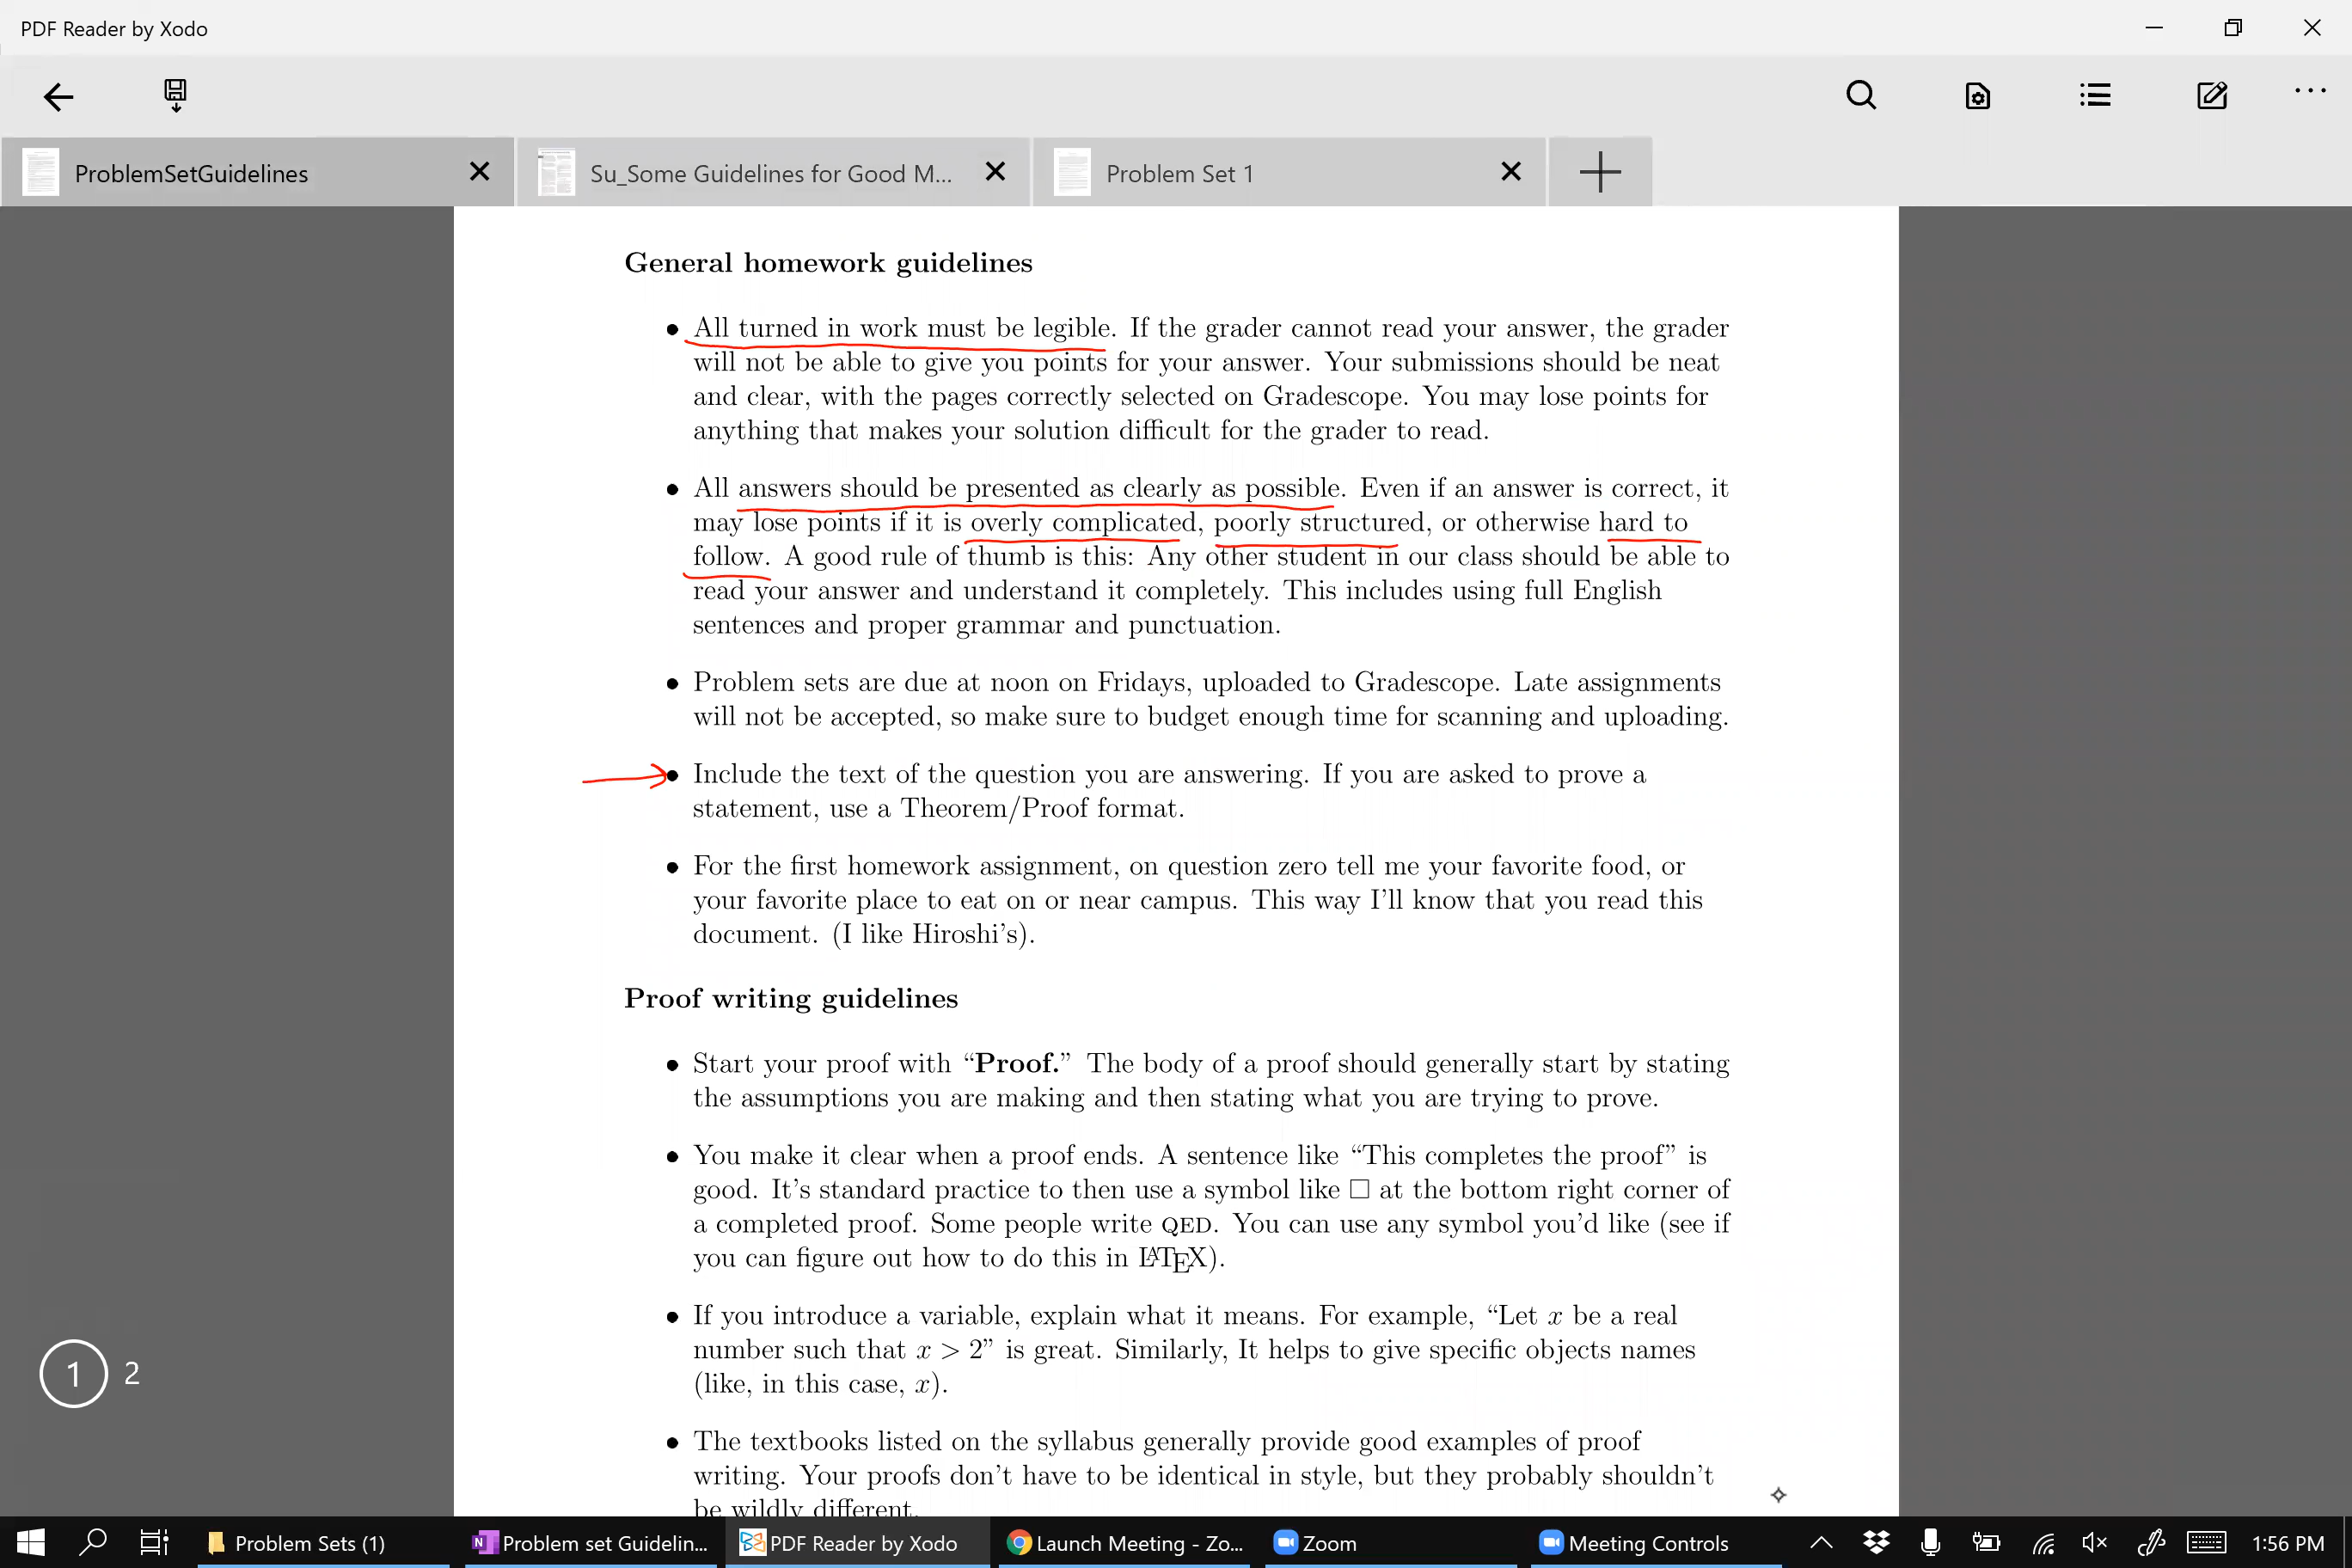 PDF Reader by Xodo
ProblemSetGuidelines
Su_Some Guidelines for Good M...
Problem Set 1
General homework guidelines
• All turned in work must be legible. If the grader cannot read your answer, the grader
will not be able to give you points for your answer. Your submissions should be neat
and clear, with the pages correctly selected on Gradescope. You may lose points for
anything that makes your solution difficult for the grader to read.
• All answers should be presented as clearly as possible. Even if an answer is correct, it
may lose points if it is overly complicated, poorly structured, or otherwise hard to
follow. A good rule of thumb is this: Any other student in our class should be able to
read your answer and understand it completely. This includes using full English
sentences and proper grammar and punctuation.
• Problem sets are due at noon on Fridays, uploaded to Gradescope. Late assignments
will not be accepted, so make sure to budget enough time for scanning and uploading.
• Include the text of the question you are answering. If you are asked to prove a
statement, use a Theorem/Proof format.
• For the first homework assignment, on question zero tell me your favorite food, or
your favorite place to eat on or near campus. This way I'll know that you read this
document. (I like Hiroshi's).
Proof writing guidelines
• Start your proof with “Proof.” The body of a proof should generally start by stating
the assumptions you are making and then stating what you are trying to prove.
• You make it clear when a proof ends. A sentence like “This completes the proof” is
good. It's standard practice to then use a symbol like □ at the bottom right corner of
a completed proof. Some people write QED. You can use any symbol you'd like (see if
you can figure out how to do this in LATEX).
• If you introduce a variable, explain what it means. For example, “Let x be a real
number such that x > 2” is great. Similarly, It helps to give specific objects names
(like, in this case, x).
• The textbooks listed on the syllabus generally provide good examples of proof
writing. Your proofs don't have to be identical in style, but they probably shouldn't
be wildly different.
1 2
Problem Sets (1)
Problem set Guidelin...
PDF Reader by Xodo
Launch Meeting - Zo...
Zoom
Meeting Controls
1:56 PM